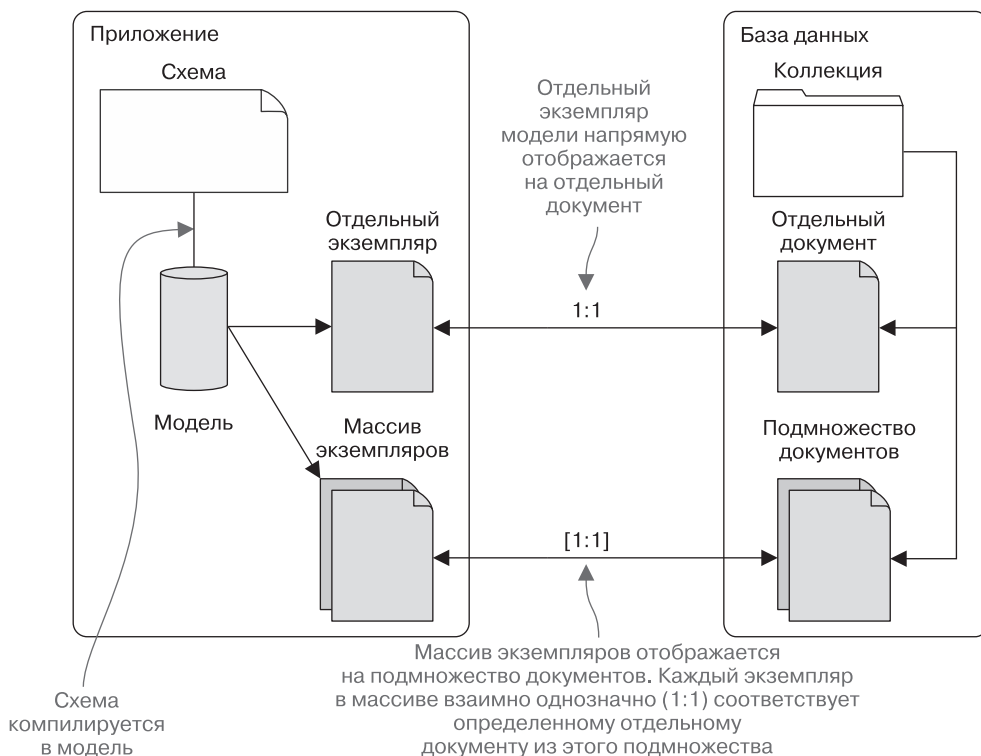 Приложение
Схема
База данных
Коллекция
Отдельный
экземпляр
модели напрямую
отображается
на отдельный
документ
Отдельный
экземпляр
Отдельный
документ
1:1
Модель
Массив
экземпляров
Подмножество
документов
[1:1]
Массив экземпляров отображается
на подмножество документов. Каждый экземпляр
в массиве взаимно однозначно (1:1) соответствует
определенному отдельному
документу из этого подмножества
Схема
компилируется
в модель